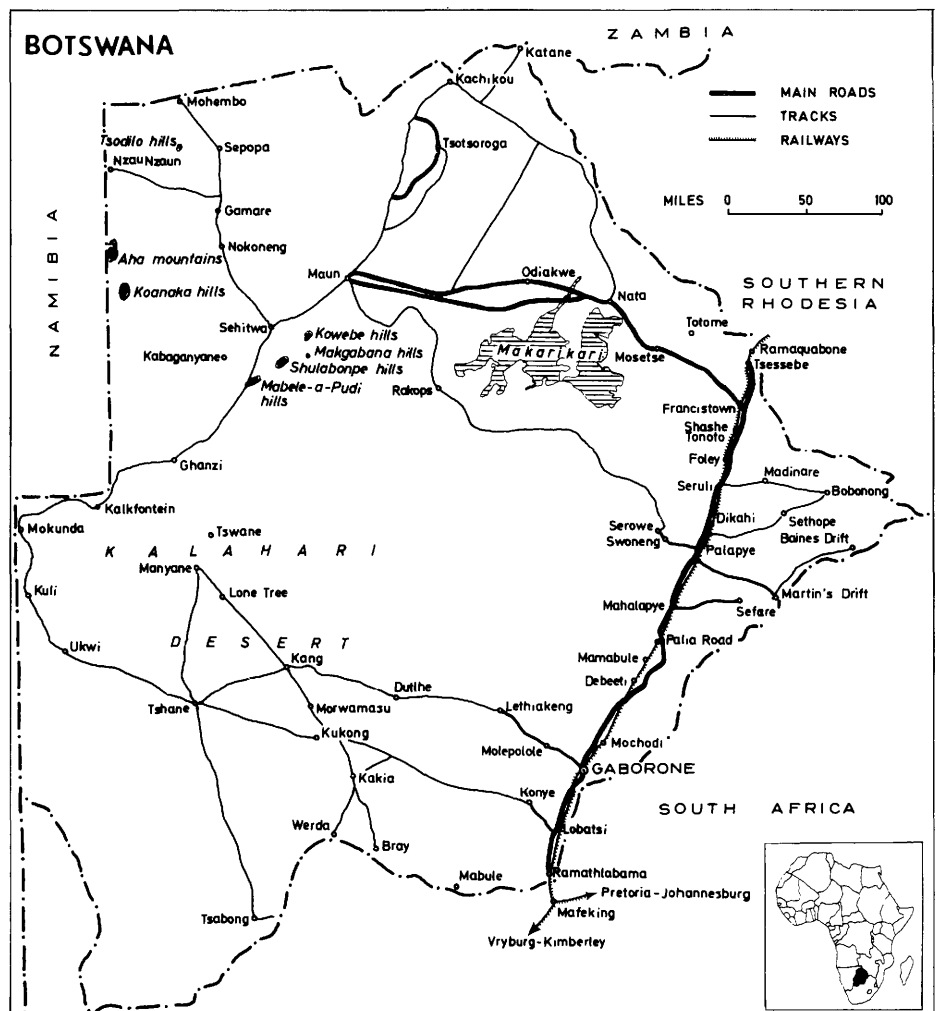 BOTSWANA
ZAMBIA
Katane
Kachikou
MAIN ROADS
TRACKS
RAILWAYS
MILES 0 50 100
Mohembo
Tsodilo hills
Sepopa
Nzau Nzaun
Tsotsoroga
Gamare
Nokoneng
NAMIBIA
Aha mountains
Koanaka hills
Maun
Odiakwe
Nata
SOUTHERN
RHODESIA
Totome
Sehitwa
Kowebe hills
Makgabana hills
Shulabonpe hills
Mabele-a-Pudi
hills
Kabaganyane
Makarikari
Mosetse
Ramaquabone
Tsessebe
Rakops
Francistown
Shashe
Tonoto
Foley
Ghanzi
Seruli
Madinare
Bobonong
Kalkfontein
Mokunda
Tswane
Serowe
Swoneng
Dikahi
Sethope
Baines Drift
Palapye
KALAHARI
Manyane
Kuli
Lone Tree
Mahalapye
Sefare
Martin's Drift
DESERT
Ukwi
Kang
Palla Road
Mamabule
Debeeti
Dutlhe
Tshane
Morwamasu
Lethlakeng
Kukong
Molepolole
Mochodi
GABORONE
Kakia
Konye
SOUTH AFRICA
Werda
Bray
Lobatsi
Mabule
Ramathlabama
Pretoria-Johannesburg
Mafeking
Tsabong
Vryburg-Kimberley